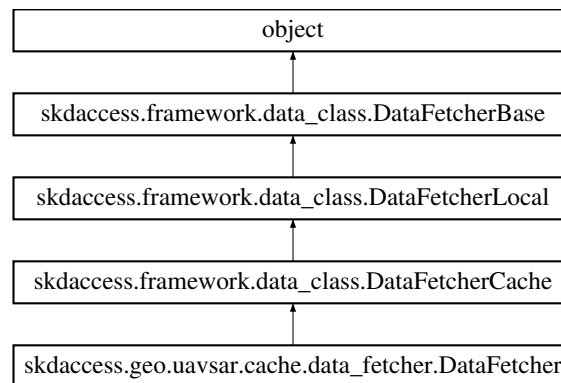 object
skdaccess.framework.data_class.DataFetcherBase
skdaccess.framework.data_class.DataFetcherLocal
skdaccess.framework.data_class.DataFetcherCache
skdaccess.geo.uavsar.cache.data_fetcher.DataFetcher